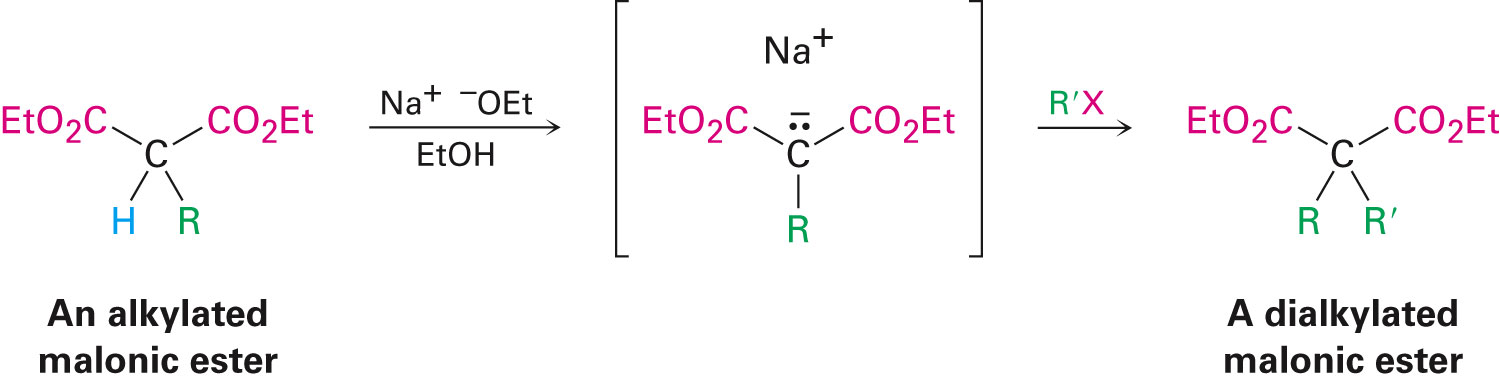 EtO₂C CO₂Et
C
H R
An alkylated
malonic ester
Na⁺ ⁻OEt
EtOH
Na⁺
EtO₂C CO₂Et
C
R
R′X
EtO₂C CO₂Et
C
R R′
A dialkylated
malonic ester